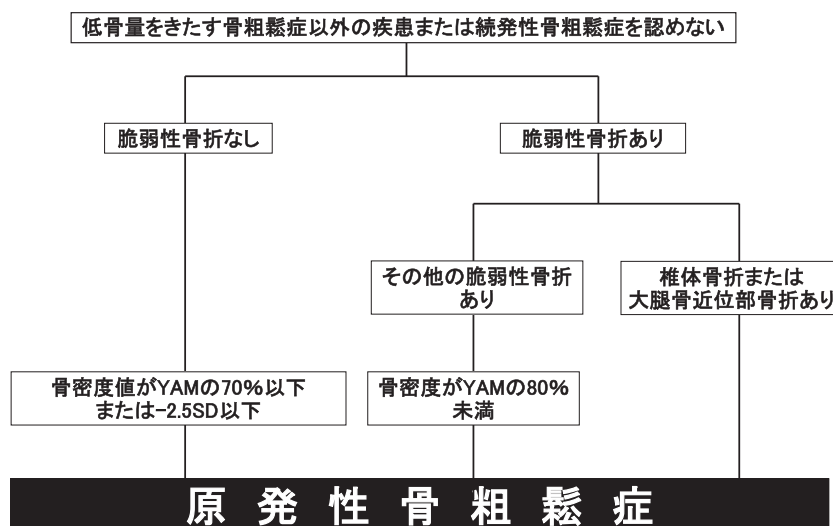 低骨量をきたす骨粗鬆症以外の疾患または続発性骨粗鬆症を認めない
脆弱性骨折なし
脆弱性骨折あり
その他の脆弱性骨折
あり
椎体骨折または
大腿骨近位部骨折あり
骨密度値がYAMの70%以下
または-2.5SD以下
骨密度がYAMの80%
未満
原発性骨粗鬆症